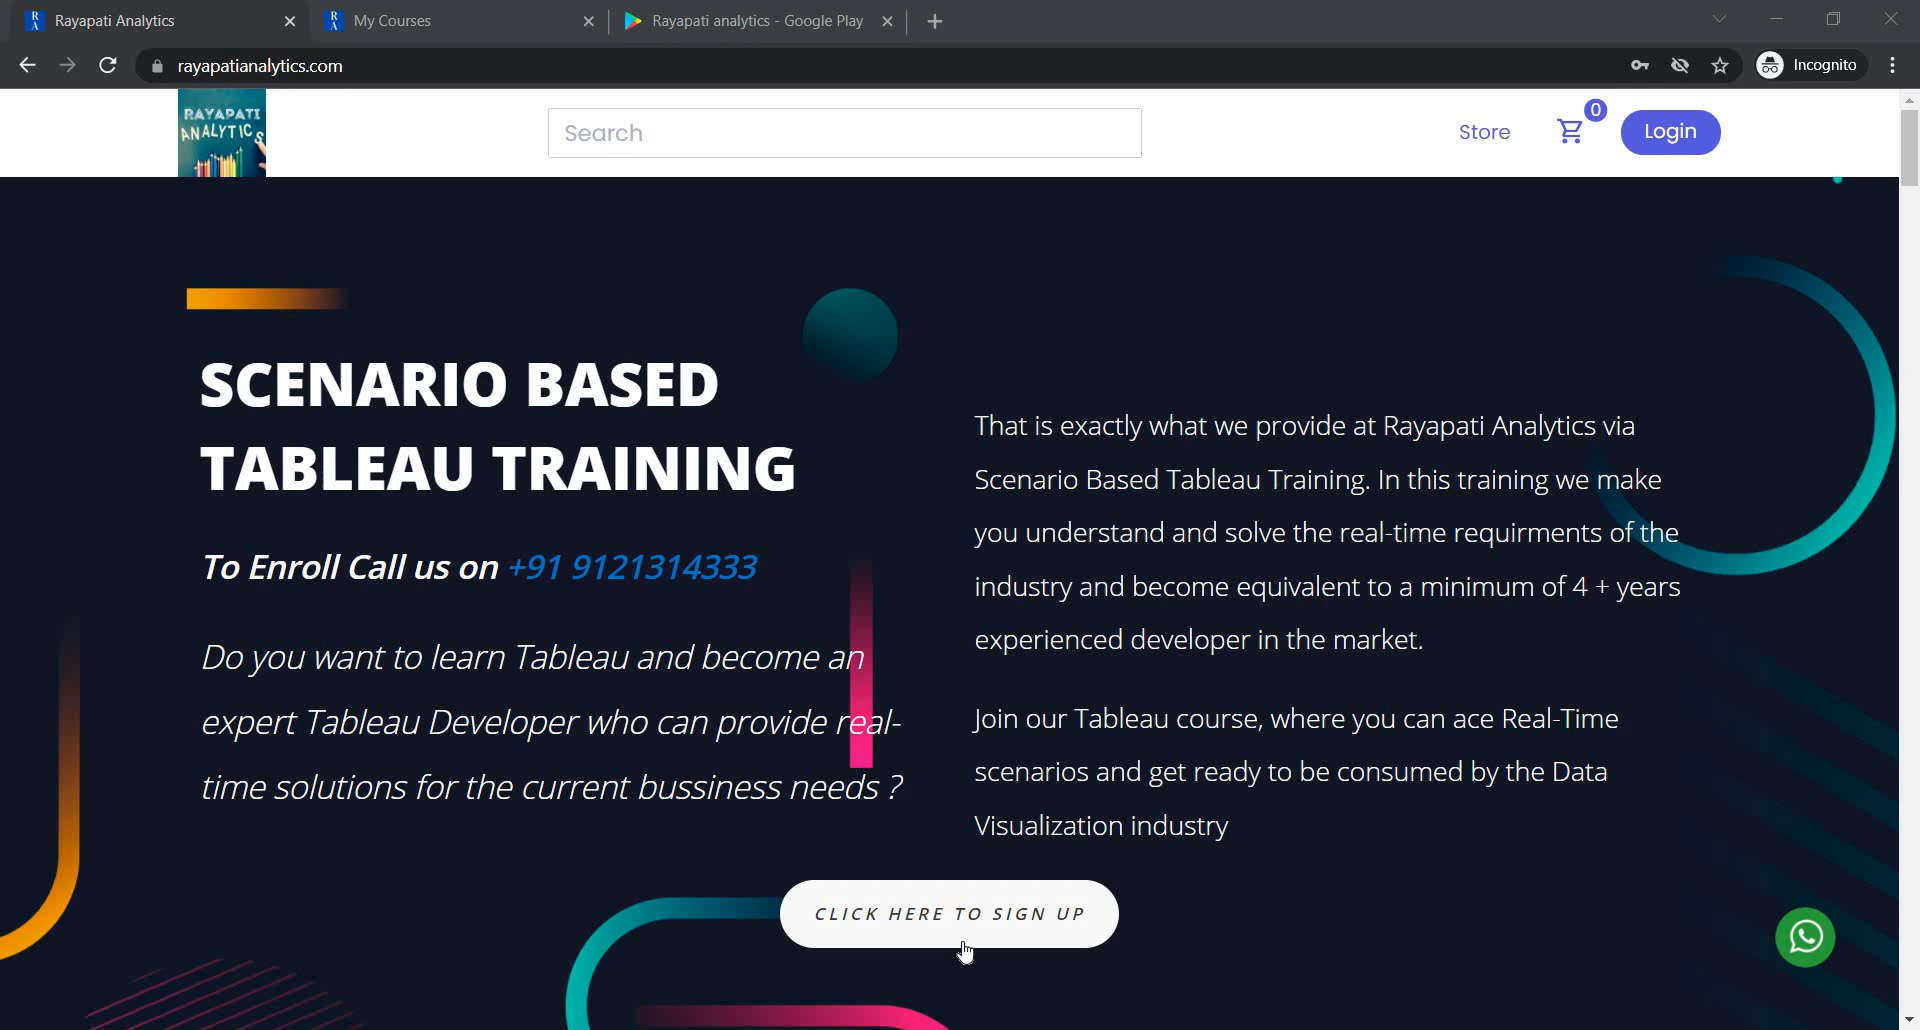 Rayapati Analytics
My Courses
Rayapati analytics - Google Play
rayapatianalytics.com
Incognito
RAYAPATI
ANALYTICS
Search
Store
0
Login
SCENARIO BASED
TABLEAU TRAINING
To Enroll Call us on +91 9121314333
Do you want to learn Tableau and become an
expert Tableau Developer who can provide real-
time solutions for the current bussiness needs ?
That is exactly what we provide at Rayapati Analytics via
Scenario Based Tableau Training. In this training we make
you understand and solve the real-time requirments of the
industry and become equivalent to a minimum of 4 + years
experienced developer in the market.
Join our Tableau course, where you can ace Real-Time
scenarios and get ready to be consumed by the Data
Visualization industry
CLICK HERE TO SIGN UP